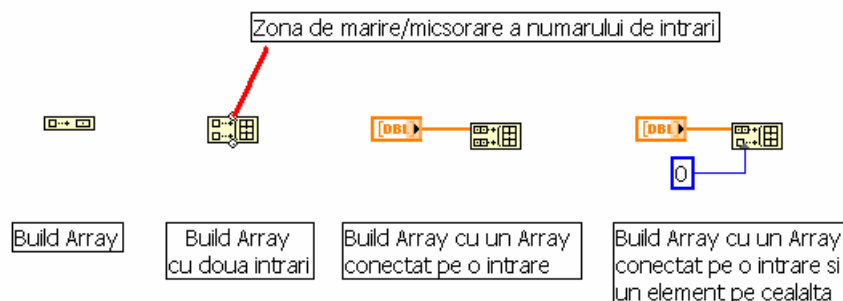 Zona de marire/micsorare a numarului de intrari
[DBL]
[DBL]
0
Build Array
Build Array
cu doua intrari
Build Array cu un Array
conectat pe o intrare
Build Array cu un Array
conectat pe o intrare si
un element pe cealalta